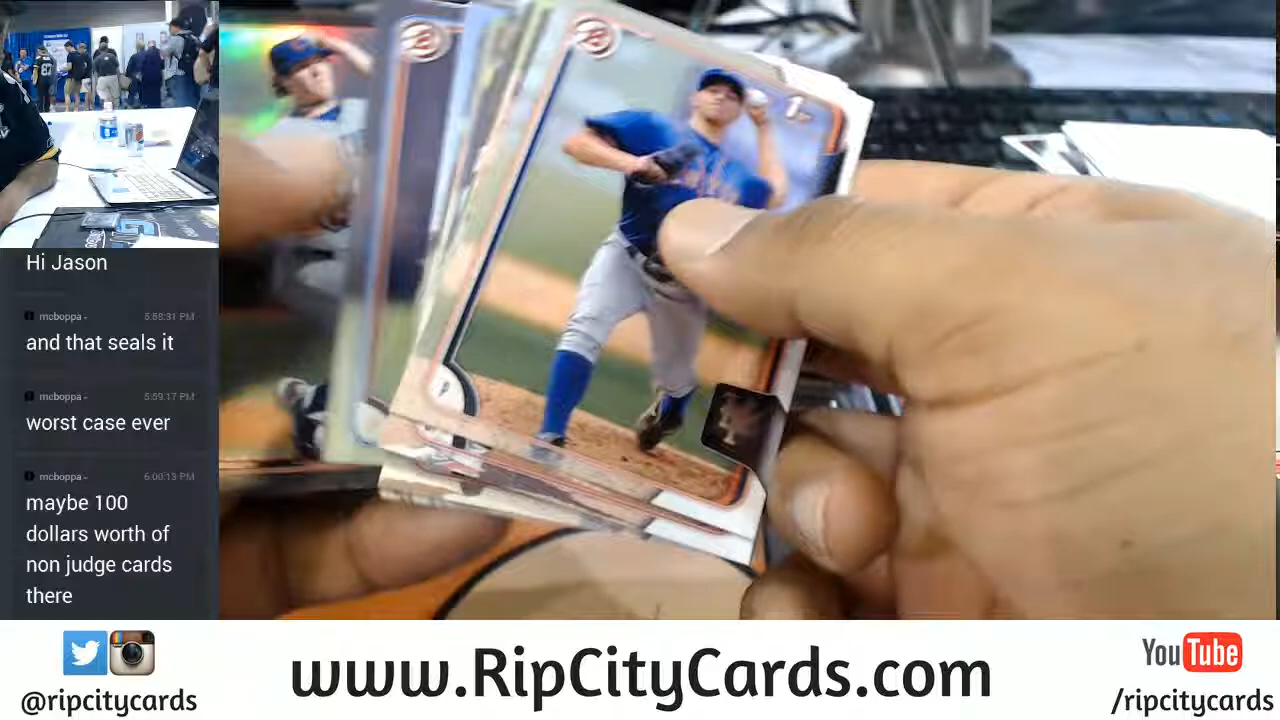 Hi Jason
mcboppa - 5:58:31 PM
and that seals it
mcboppa - 5:59:17 PM
worst case ever
mcboppa - 6:00:13 PM
maybe 100
dollars worth of
non judge cards
there
87
1st
@ripcitycards
www.RipCityCards.com
YouTube
/ripcitycards